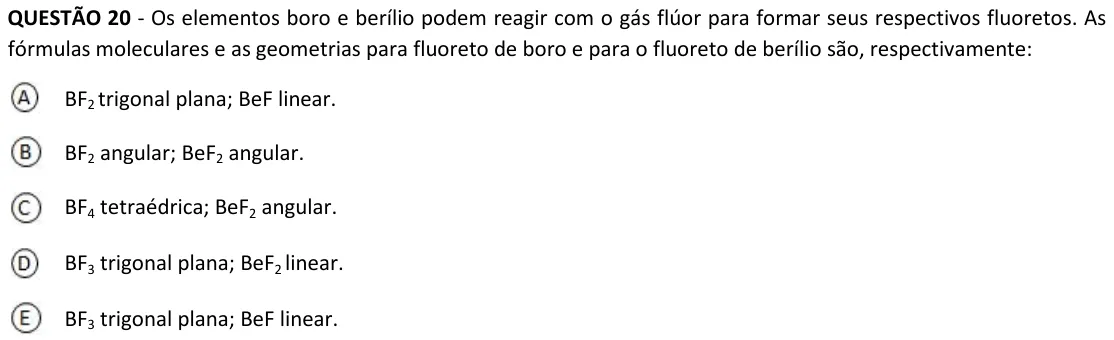 QUESTÃO 20 - Os elementos boro e berílio podem reagir com o gás flúor para formar seus respectivos fluoretos. As
fórmulas moleculares e as geometrias para fluoreto de boro e para o fluoreto de berílio são, respectivamente:
A BF₂ trigonal plana; BeF linear.
B BF₂ angular; BeF₂ angular.
C BF₄ tetraédrica; BeF₂ angular.
D BF₃ trigonal plana; BeF₂ linear.
E BF₃ trigonal plana; BeF linear.